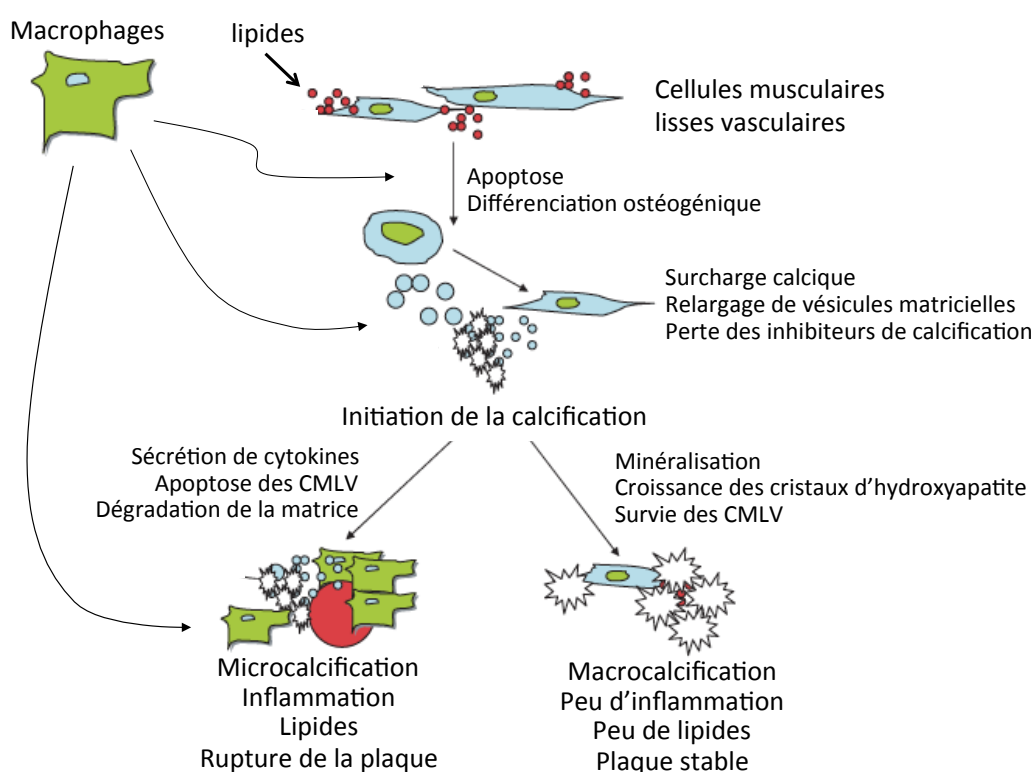 Macrophages
lipides
Cellules musculaires
lisses vasculaires
Apoptose
Différenciation ostéogénique
Surcharge calcique
Relargage de vésicules matricielles
Perte des inhibiteurs de calcification
Initiation de la calcification
Sécrétion de cytokines
Apoptose des CMLV
Dégradation de la matrice
Minéralisation
Croissance des cristaux d'hydroxyapatite
Survie des CMLV
Microcalcification
Inflammation
Lipides
Rupture de la plaque
Macrocalcification
Peu d'inflammation
Peu de lipides
Plaque stable